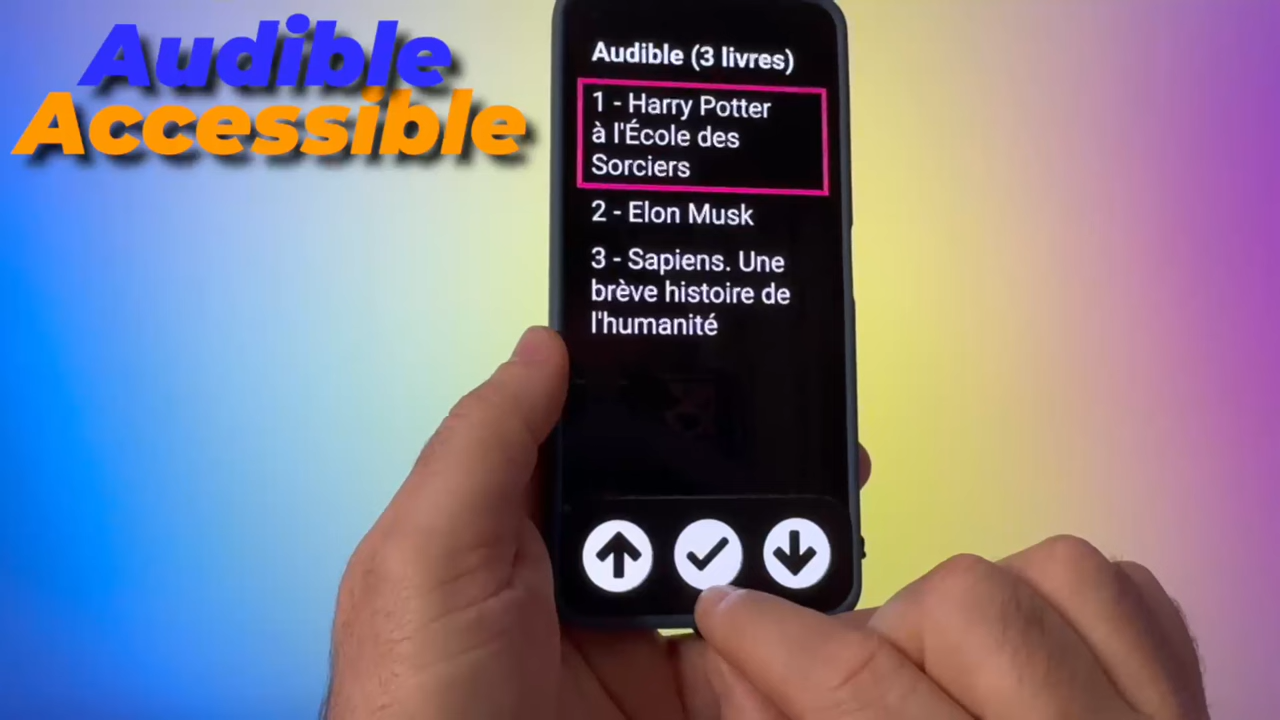 Audible
Accessible
Audible (3 livres)
1 - Harry Potter
à l'École des
Sorciers
2 - Elon Musk
3 - Sapiens. Une
brève histoire de
l'humanité